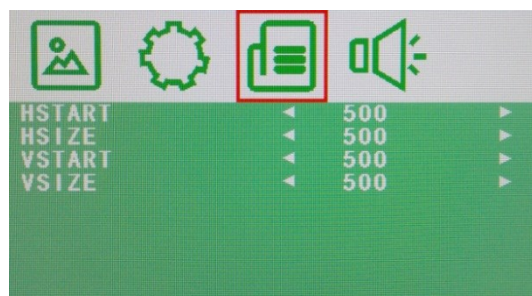 HSTART ◄ 500 ►
HSIZE ◄ 500 ►
VSTART ◄ 500 ►
VSIZE ◄ 500 ►